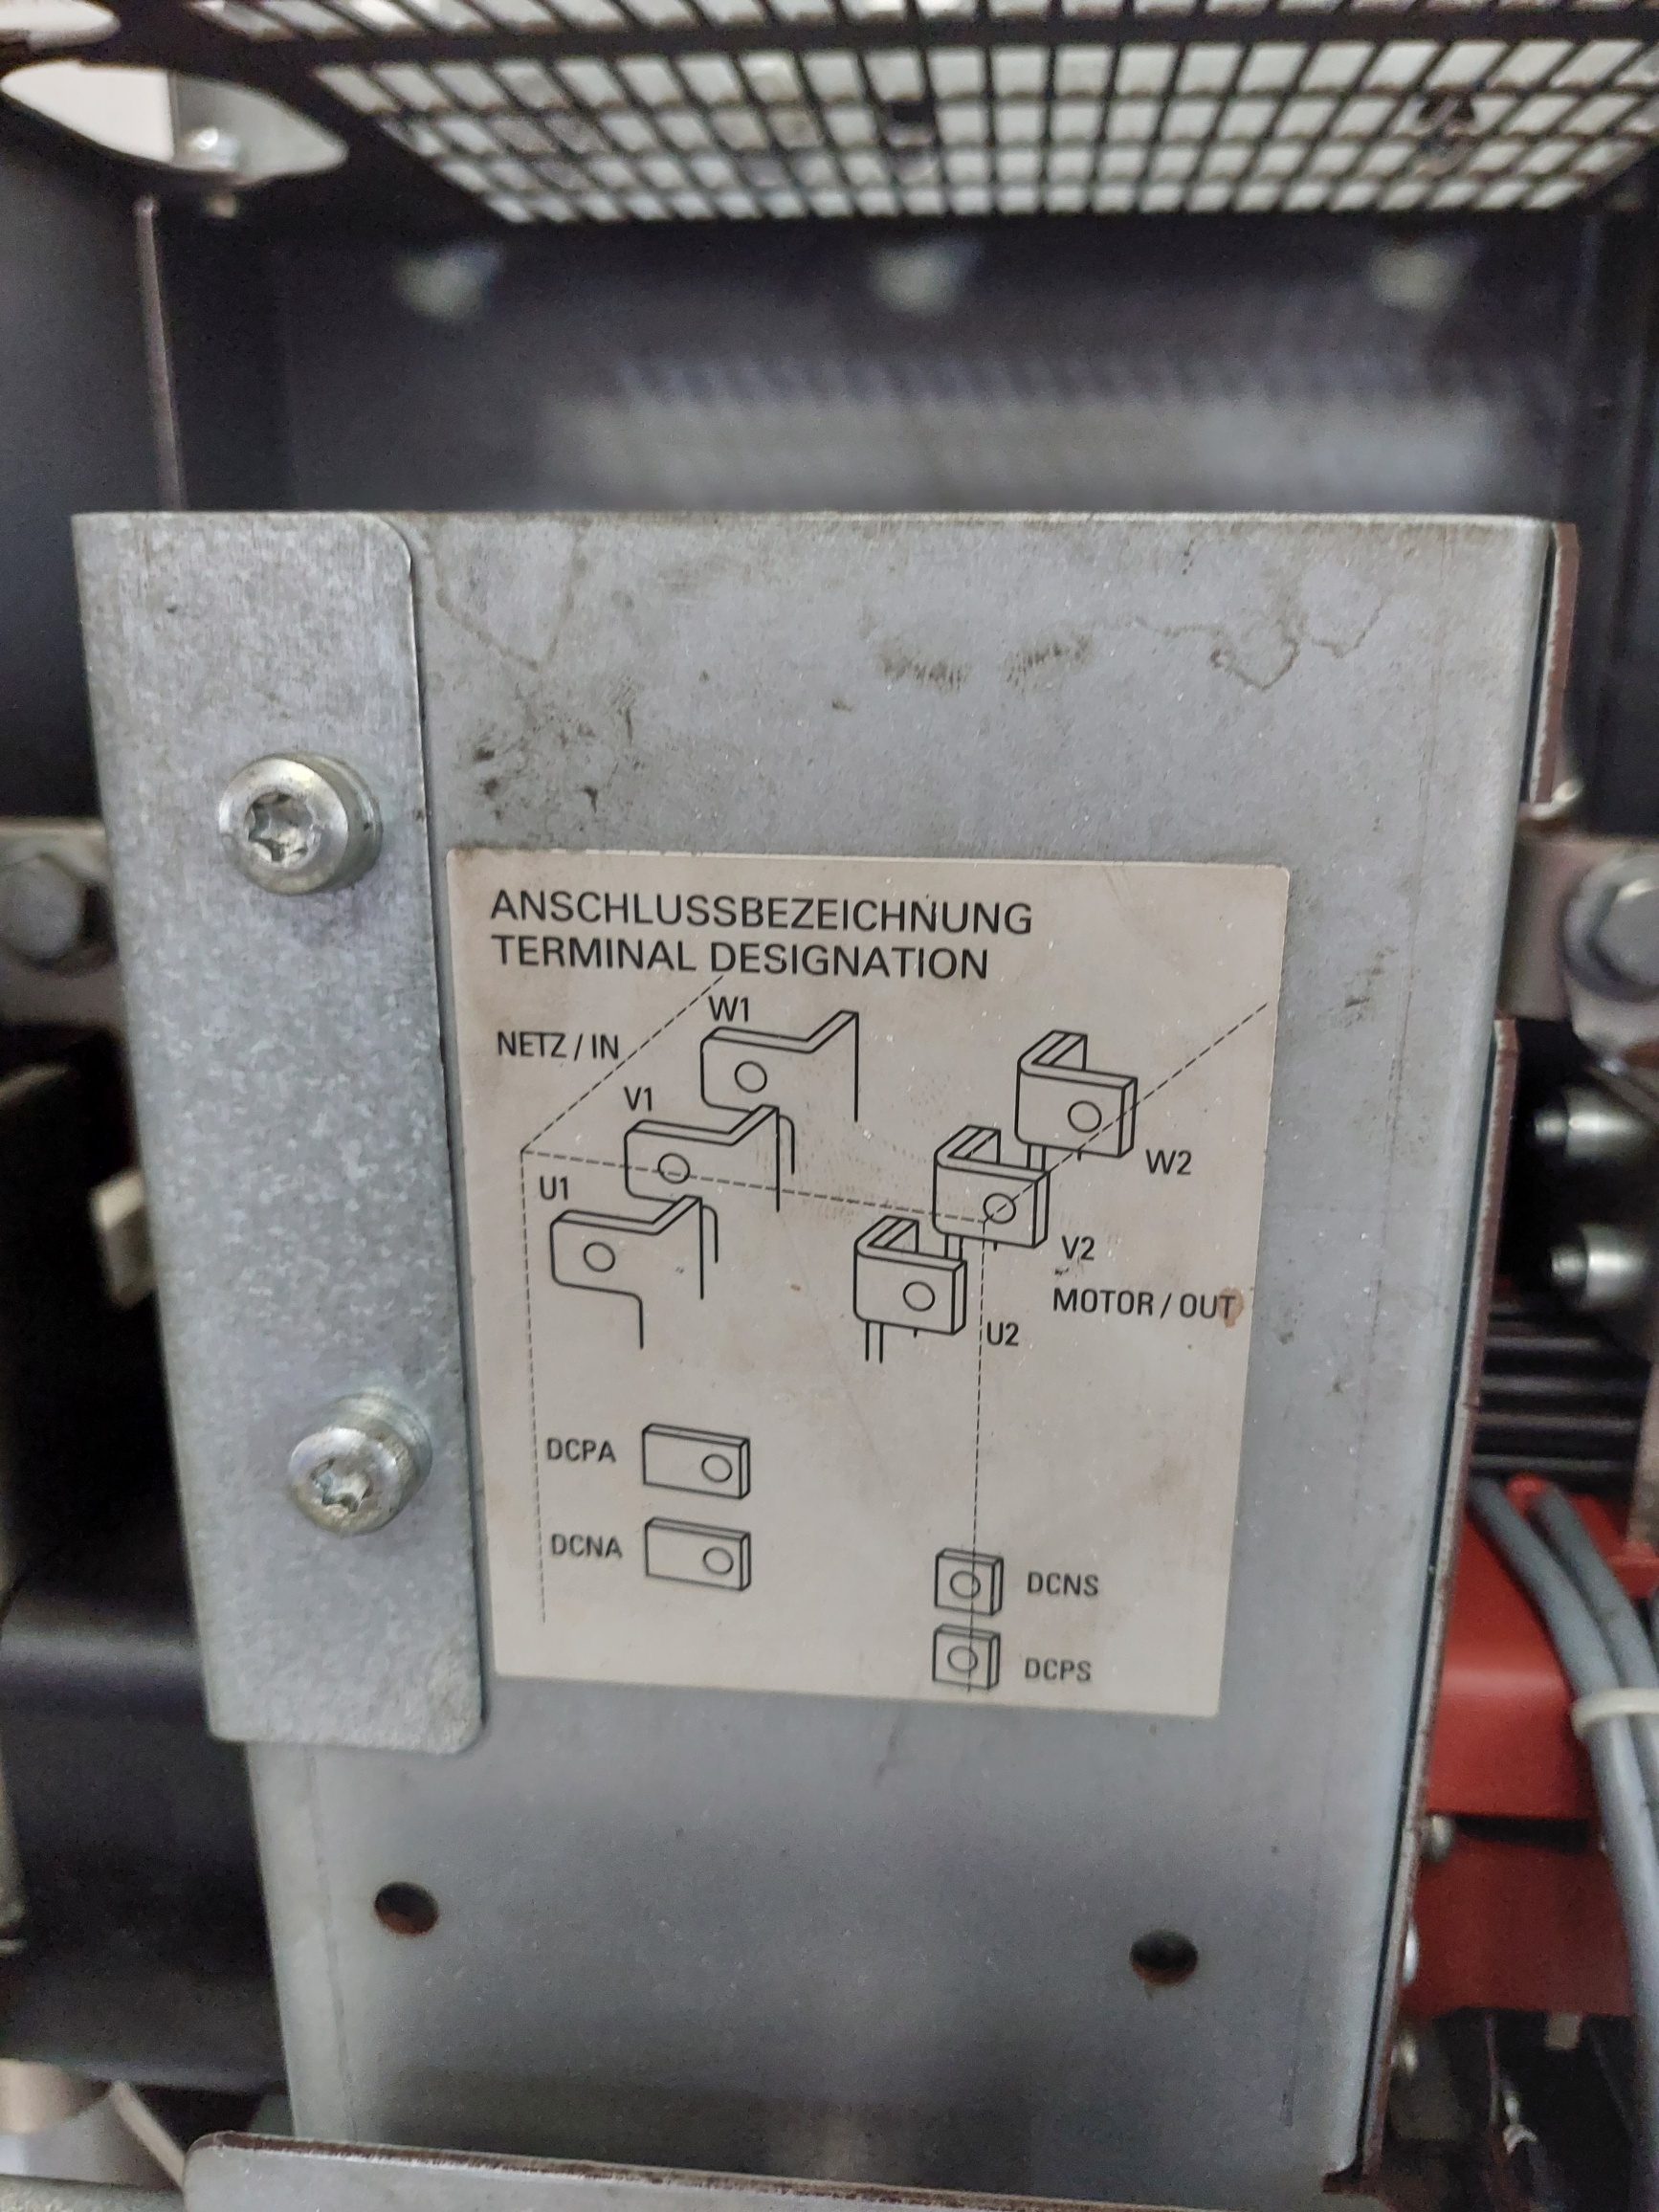 ANSCHLUSSBEZEICHNUNG
TERMINAL DESIGNATION
W1
NETZ / IN
V1
W2
U1
V2
MOTOR / OUT
U2
DCPA
DCNA
DCNS
DCPS